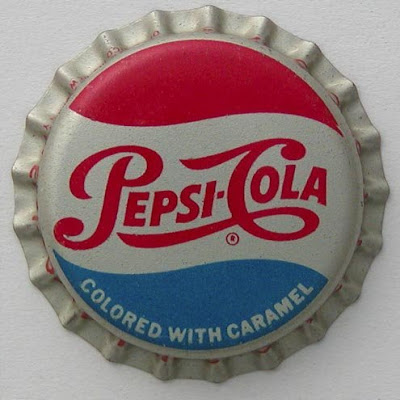 PEPSI-COLA
®
COLORED WITH CARAMEL